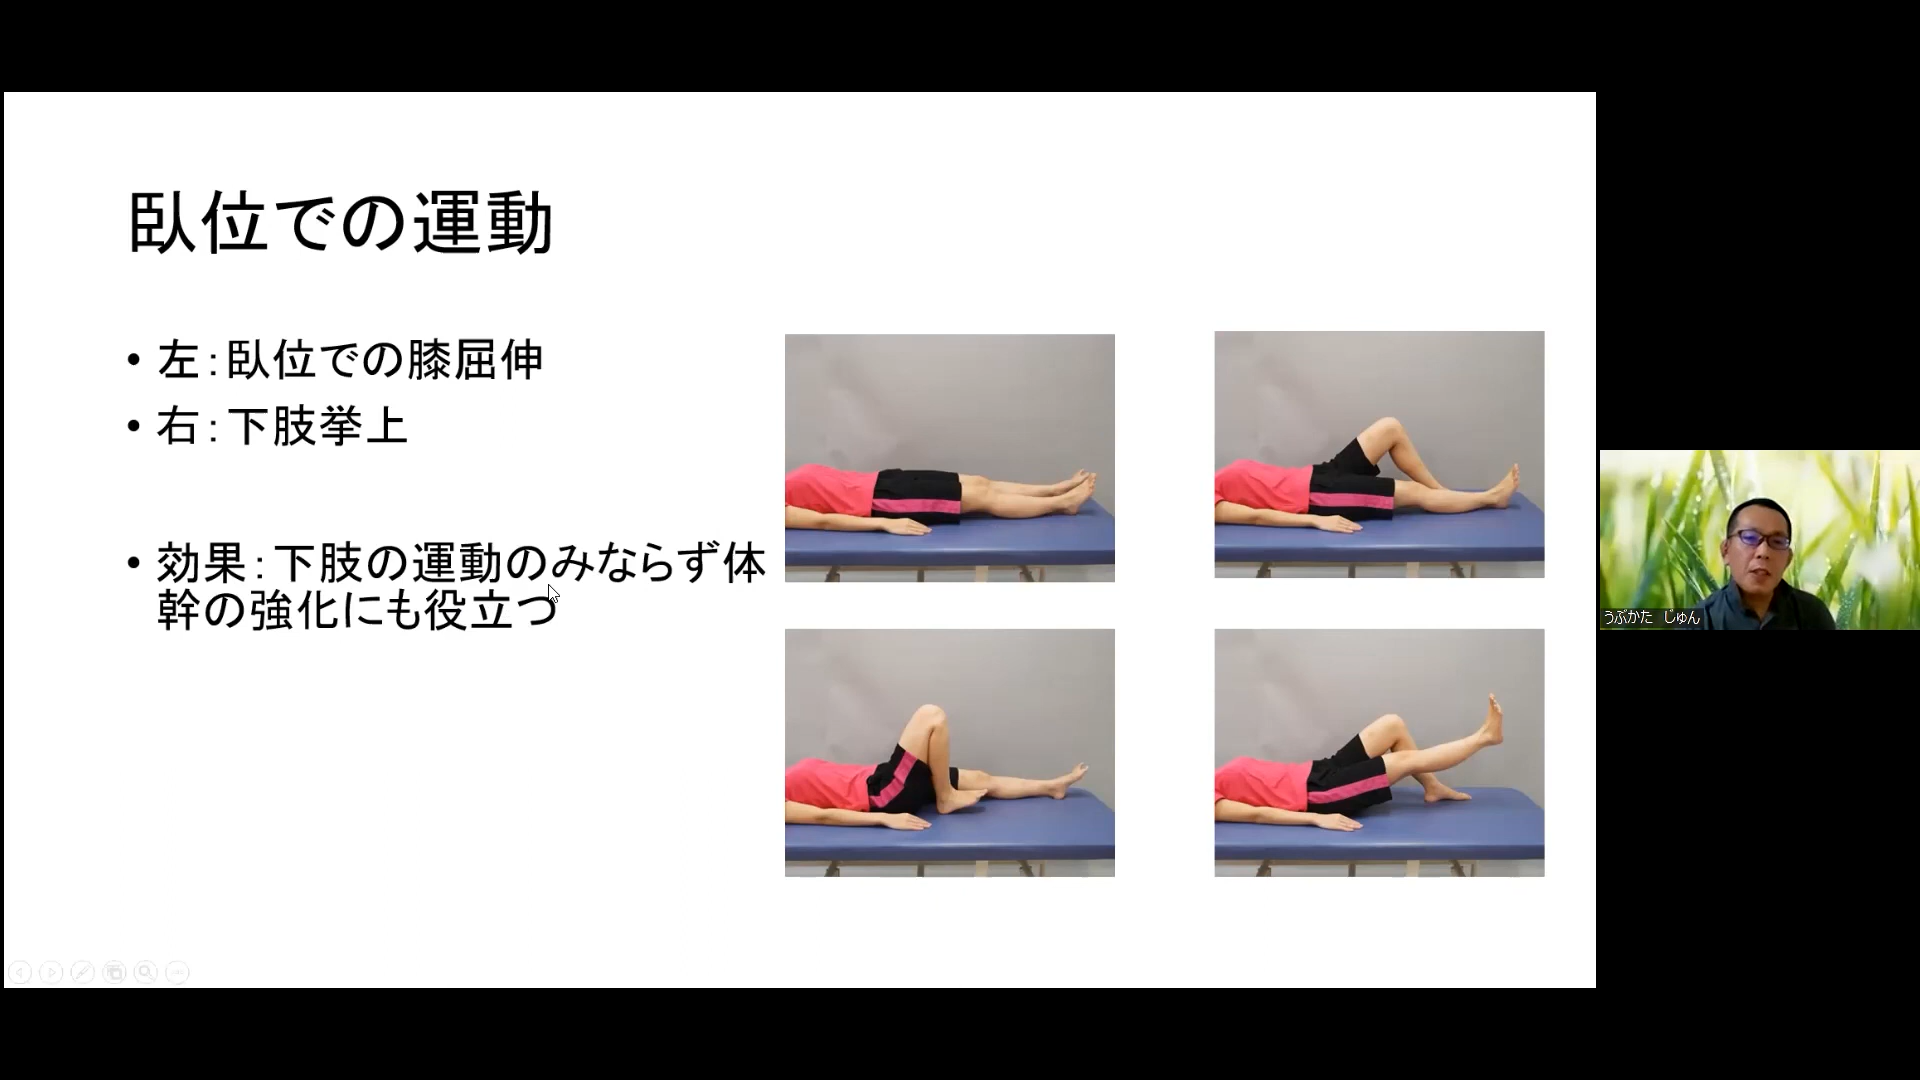 臥位での運動
• 左：臥位での膝屈伸
• 右：下肢挙上
• 効果：下肢の運動のみならず体
幹の強化にも役立つ
うぶかた　じゅん